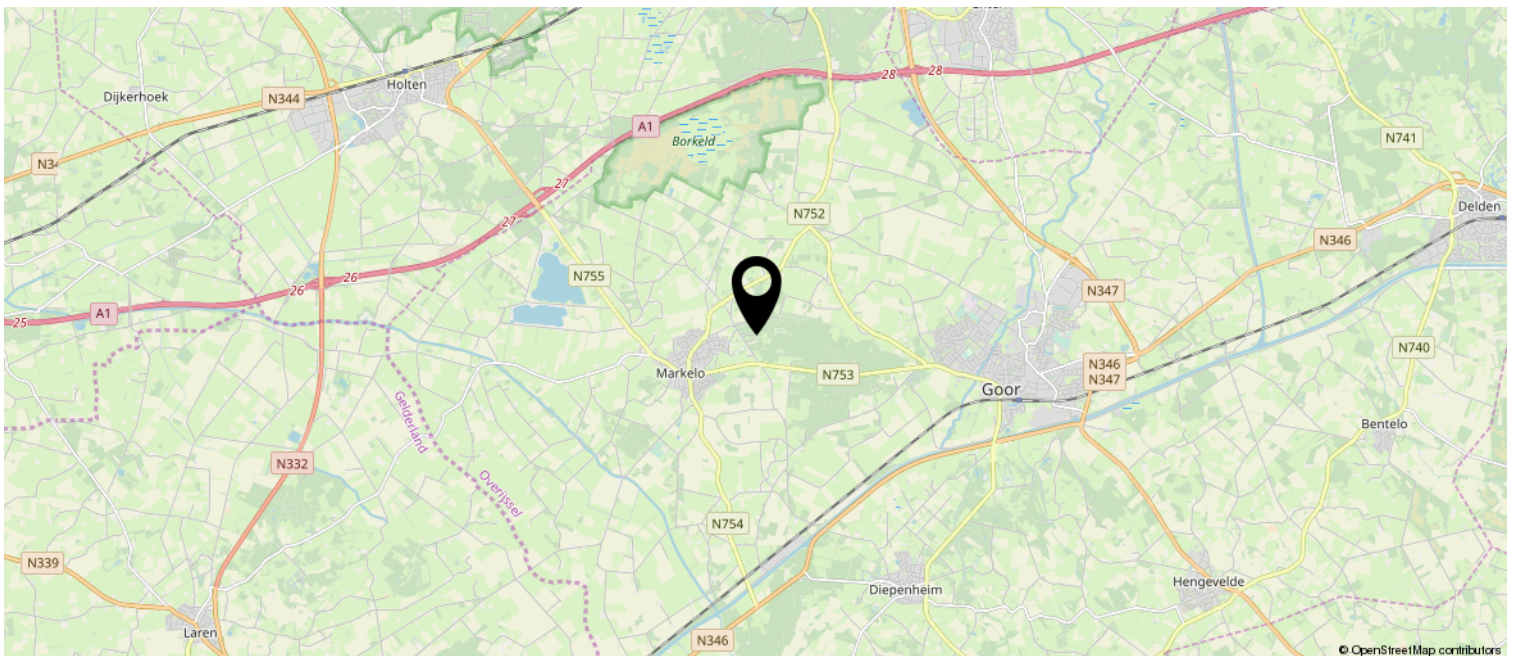 Holten
Dijkerhoek
N344
28
28
A1
Borkeld
N741
27
27
N752
Delden
N346
N755
26
26
A1
25
N347
N740
Markelo
N753
N346
N347
Goor
Gelderland
Bentelo
N332
Overijssel
N754
N339
Diepenheim
Hengevelde
Laren
N346
© OpenStreetMap contributors